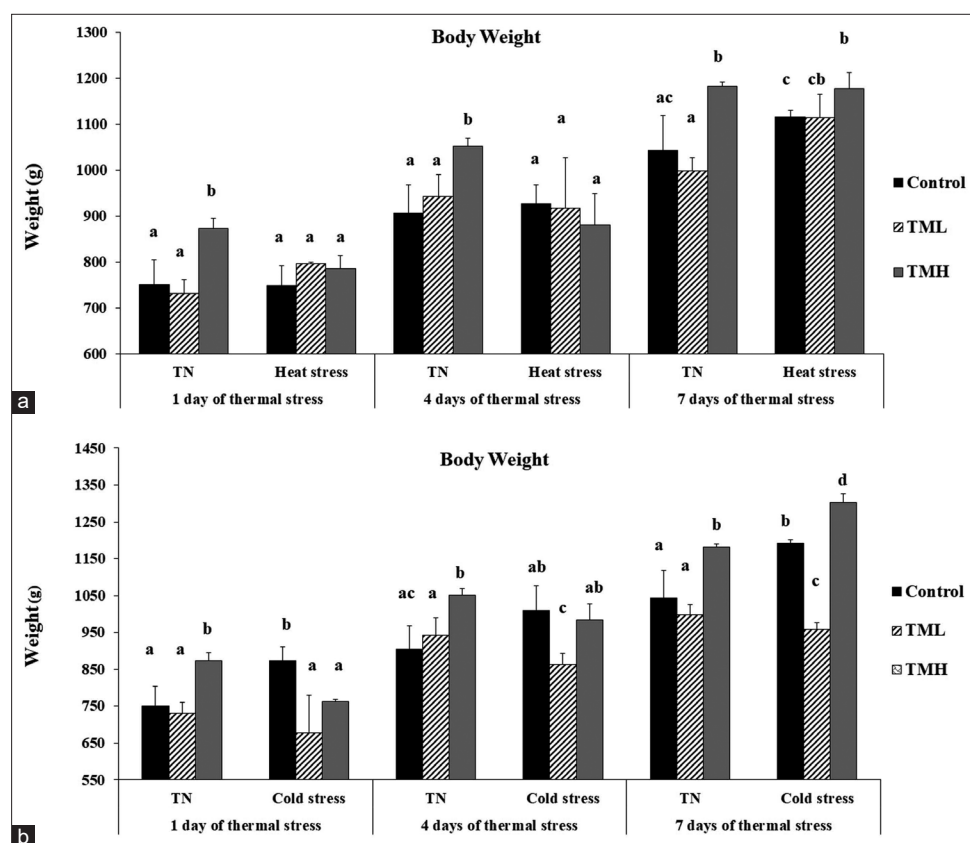 Body Weight
1300
1200
1100
1000
900
800
700
600
Weight (g)
a a b a a a
a a b a a a
ac a b c cb b
Control
TML
TMH
TN Heat stress TN Heat stress TN Heat stress
1 day of thermal stress 4 days of thermal stress 7 days of thermal stress
a
Body Weight
1450
1350
1250
1150
1050
950
850
750
650
550
Weight (g)
a a b b a a
ac a b ab c ab
a a b b c d
Control
TML
TMH
TN Cold stress TN Cold stress TN Cold stress
1 day of thermal stress 4 days of thermal stress 7 days of thermal stress
b